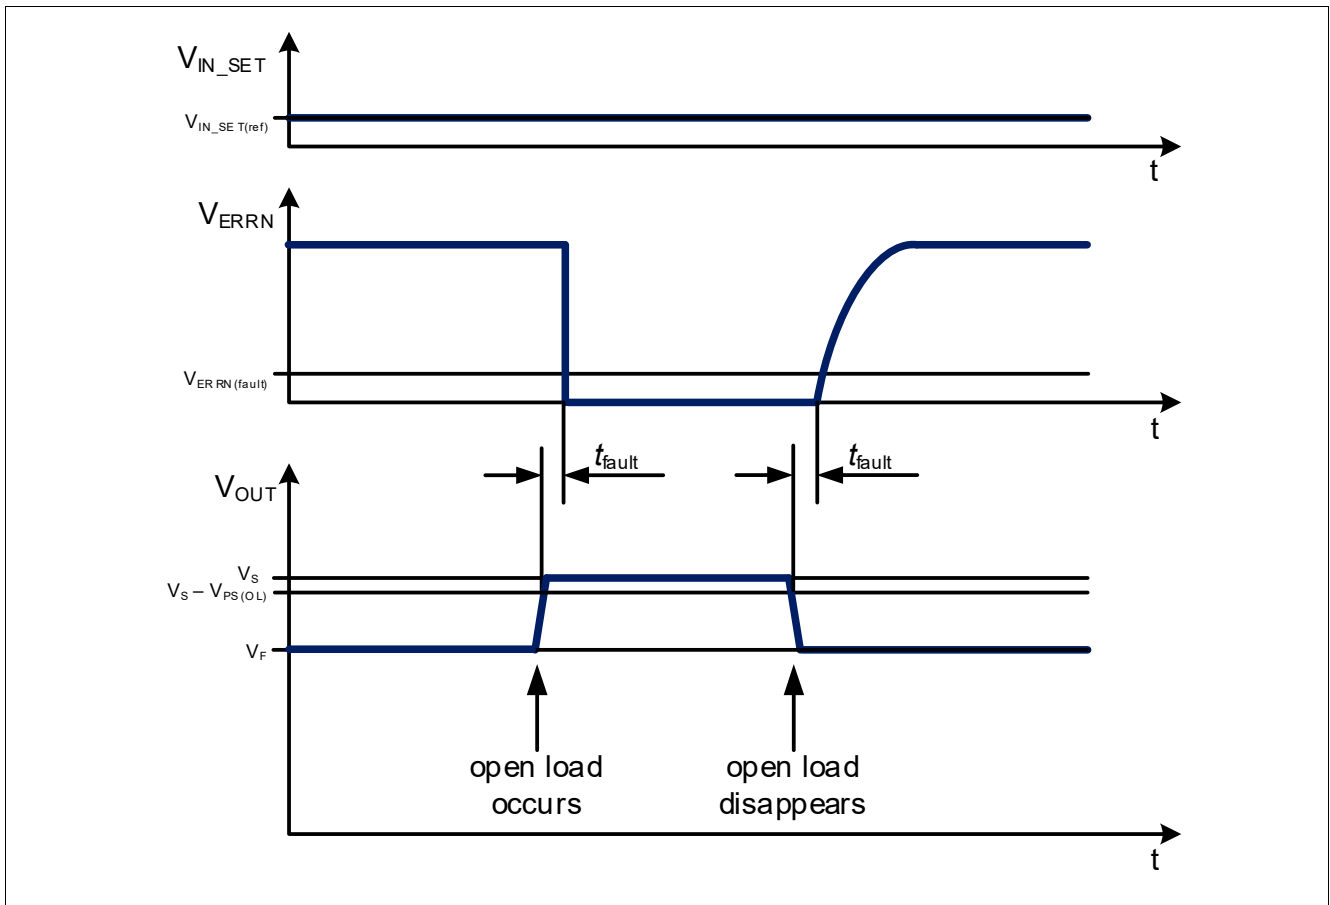 VIN_SET
VIN_SET(ref)
t
VERRN
VERRN(fault)
t
tfault
tfault
VOUT
VS
VS – VPS(OL)
VF
open load
occurs
open load
disappears
t